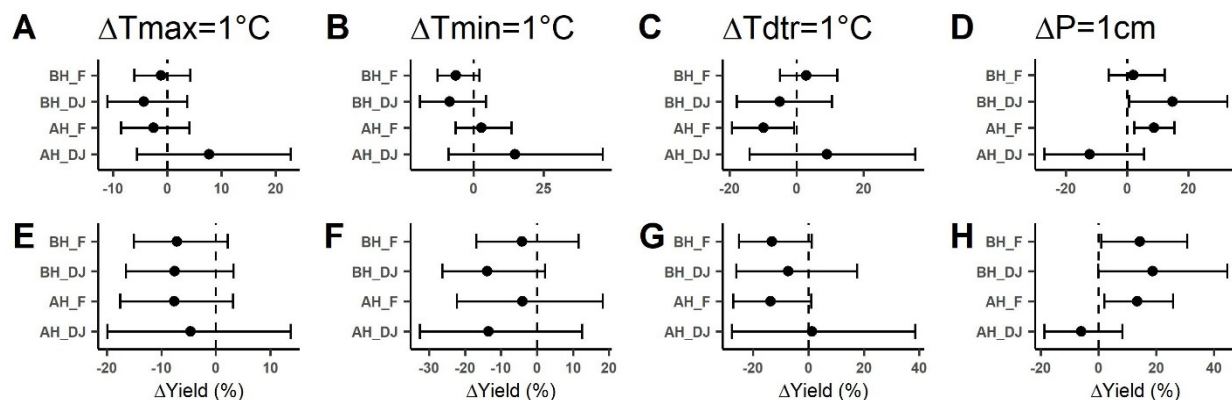 A ΔTmax=1°C B ΔTmin=1°C C ΔTdtr=1°C D ΔP=1cm
BH_F BH_F BH_F BH_F
BH_DJ BH_DJ BH_DJ BH_DJ
AH_F AH_F AH_F AH_F
AH_DJ AH_DJ AH_DJ AH_DJ
-10 0 10 20 0 25 -20 0 20 -20 0 20
E F G H
BH_F BH_F BH_F BH_F
BH_DJ BH_DJ BH_DJ BH_DJ
AH_F AH_F AH_F AH_F
AH_DJ AH_DJ AH_DJ AH_DJ
-20 -10 0 10 -30 -20 -10 0 10 20 -20 0 20 40 -20 0 20 40
ΔYield (%) ΔYield (%) ΔYield (%) ΔYield (%)